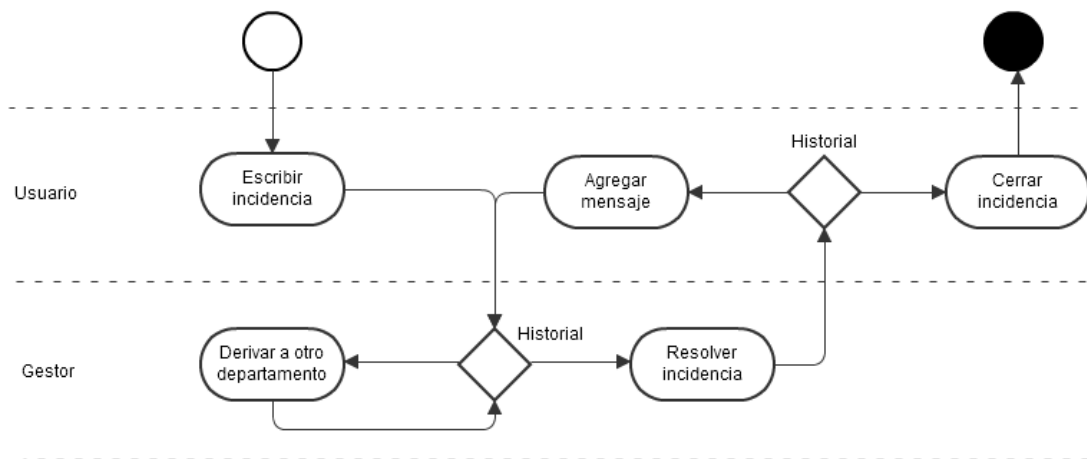 Historial
Usuario
Escribir
incidencia
Agregar
mensaje
Cerrar
incidencia
Historial
Gestor
Derivar a otro
departamento
Resolver
incidencia